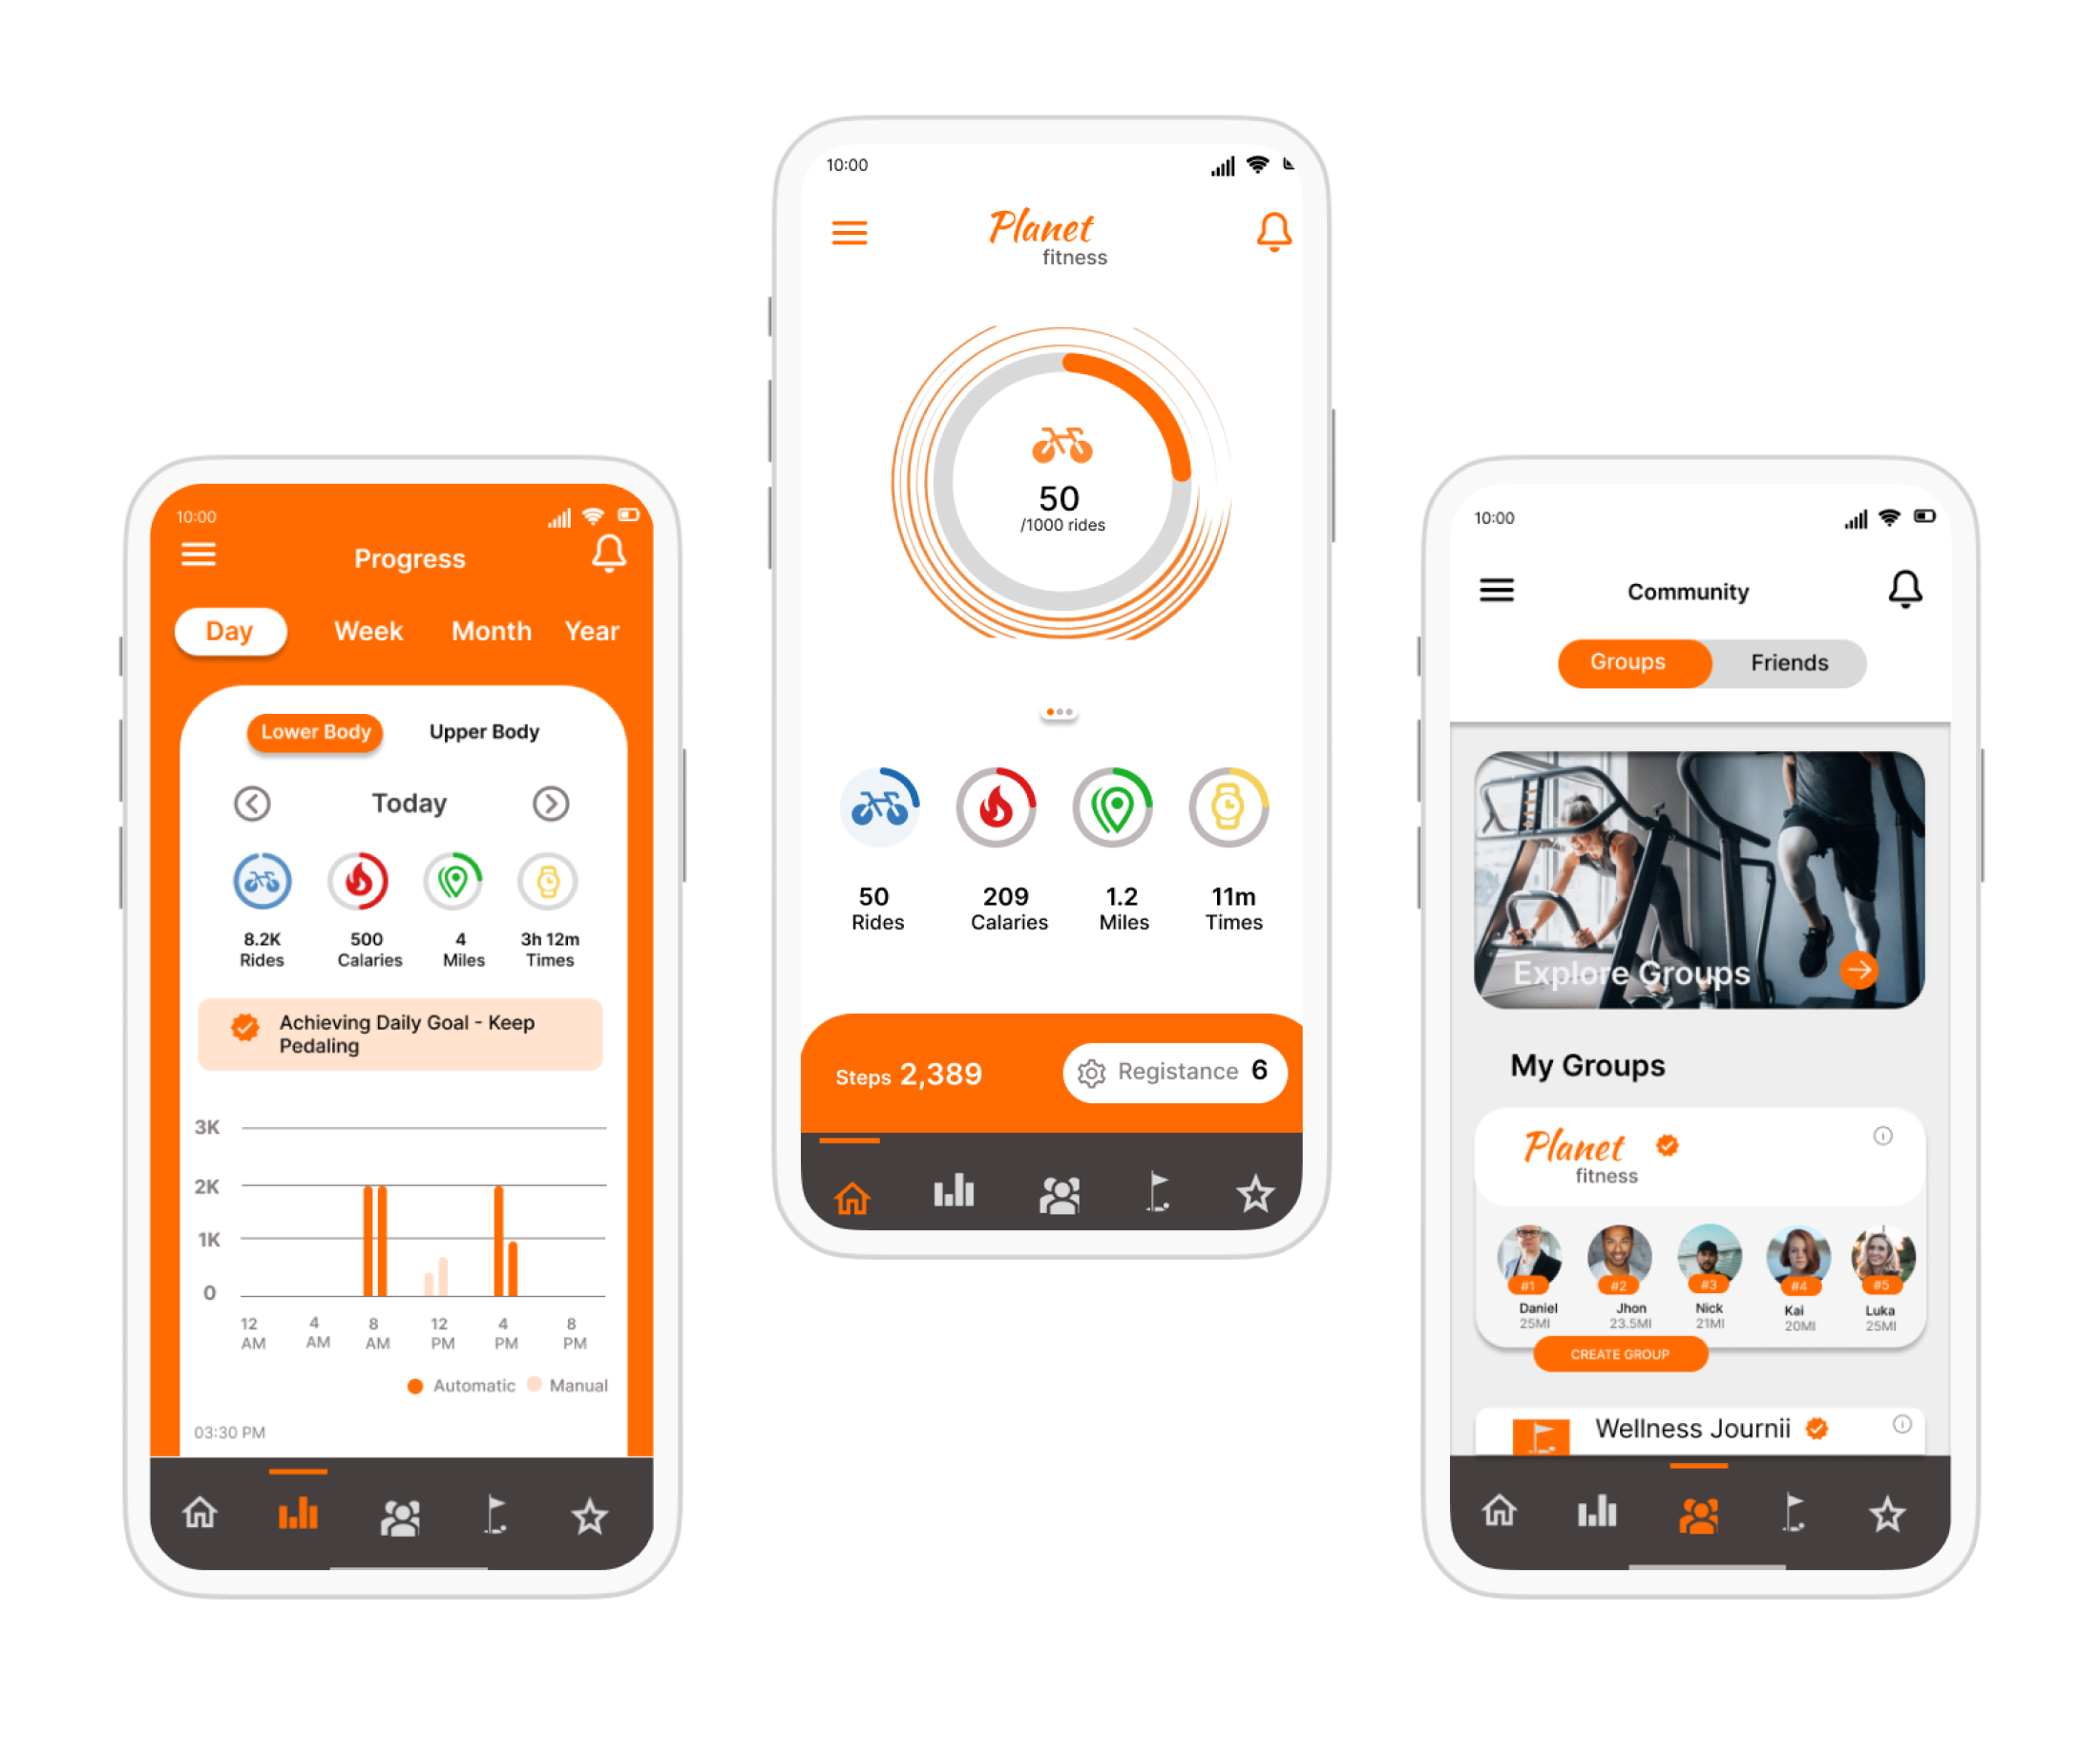 10:00
Progress
Day Week Month Year
Lower Body Upper Body
Today
8.2K 500 4 3h 12m
Rides Calaries Miles Times
Achieving Daily Goal - Keep
Pedaling
3K
2K
1K
0
12 4 8 12 4 8
AM AM AM PM PM PM
Automatic Manual
03:30 PM
10:00
Planet
fitness
50
/1000 rides
50 209 1.2 11m
Rides Calaries Miles Times
Steps 2,389 Registance 6
10:00
Community
Groups Friends
Explore Groups
My Groups
Planet
fitness
#1 #2 #3 #4 #5
Daniel Jhon Nick Kai Luka
25MI 23.5MI 21MI 20MI 25MI
CREATE GROUP
Wellness Journii